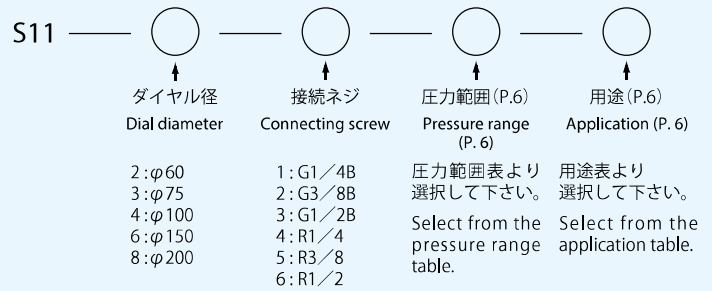 S11
ダイヤル径
Dial diameter
2:φ60
3:φ75
4:φ100
6:φ150
8:φ200
接続ネジ
Connecting screw
1:G1／4B
2:G3／8B
3:G1／2B
4:R1／4
5:R3／8
6:R1／2
圧力範囲(P.6)
Pressure range
(P. 6)
圧力範囲表より
選択して下さい。
Select from the
pressure range
table.
用途(P.6)
Application (P. 6)
用途表より
選択して下さい。
Select from the
application table.